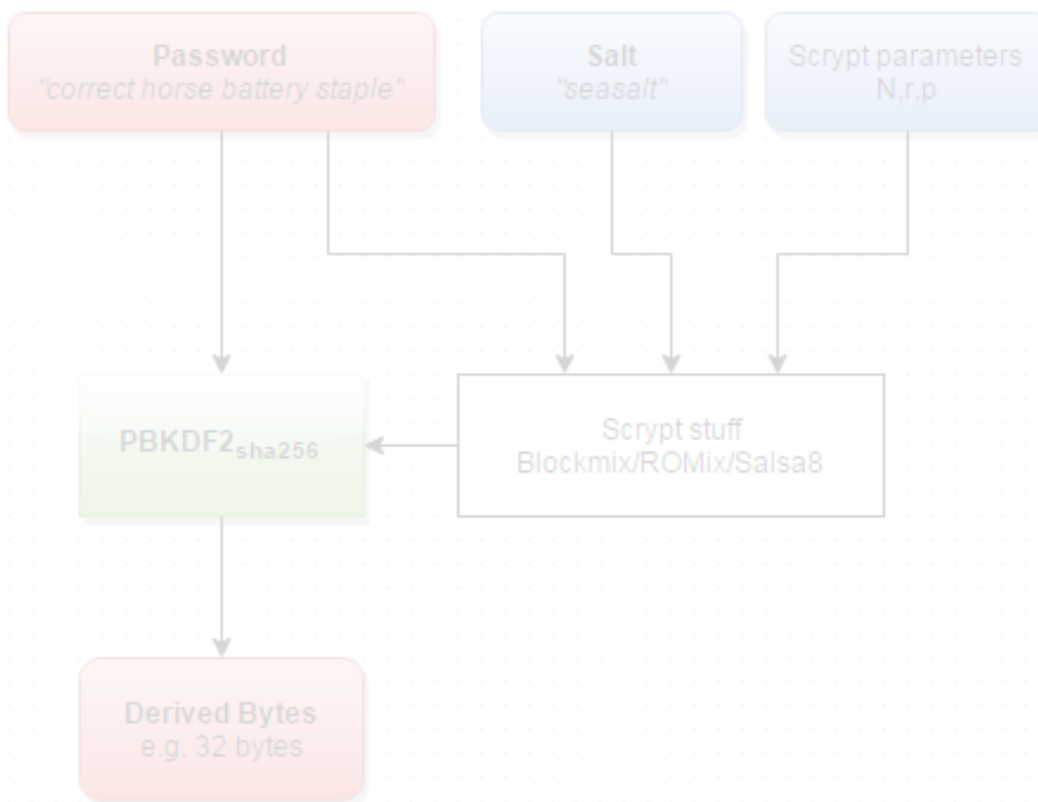 Password
"correct horse battery staple"
Salt
"seasalt"
Scrypt parameters
N,r,p
PBKDF2sha256
Scrypt stuff
Blockmix/ROMix/Salsa8
Derived Bytes
e.g. 32 bytes